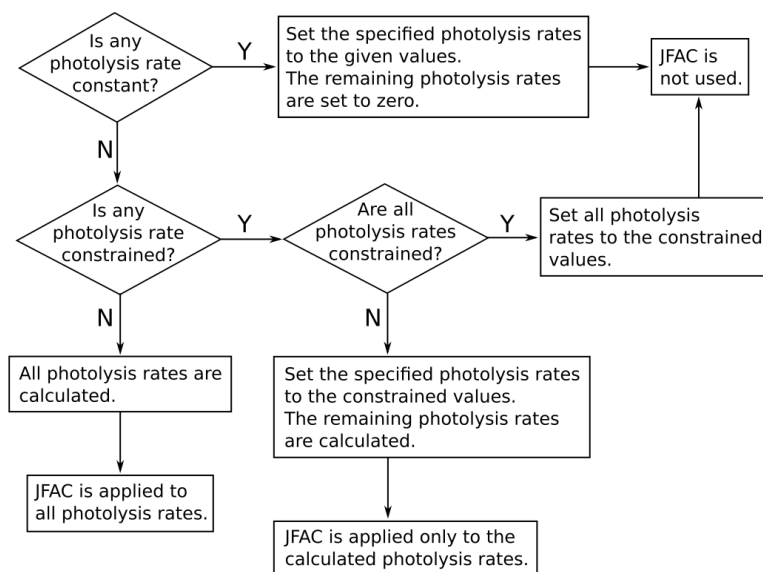 Is any
photolysis rate
constant?
Y
Set the specified photolysis rates
to the given values.
The remaining photolysis rates
are set to zero.
JFAC is
not used.
N
Is any
photolysis rate
constrained?
Y
Are all
photolysis rates
constrained?
Y
Set all photolysis
rates to the constrained
values.
N
N
All photolysis rates are
calculated.
Set the specified photolysis rates
to the constrained values.
The remaining photolysis rates
are calculated.
JFAC is applied to
all photolysis rates.
JFAC is applied only to the
calculated photolysis rates.